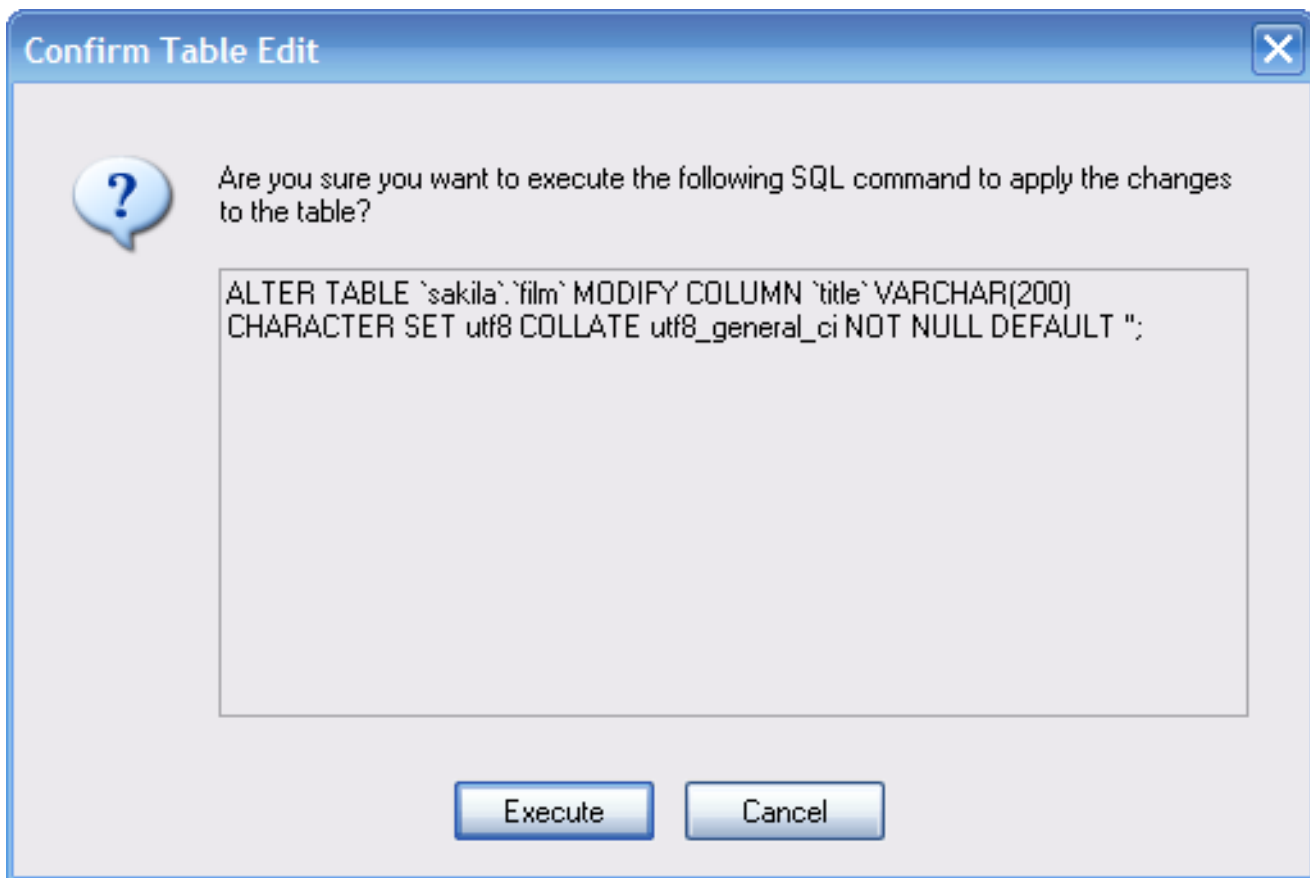 Confirm Table Edit
Are you sure you want to execute the following SQL command to apply the changes
to the table?
ALTER TABLE `sakila`.`film` MODIFY COLUMN `title` VARCHAR(200)
CHARACTER SET utf8 COLLATE utf8_general_ci NOT NULL DEFAULT '';
Execute
Cancel